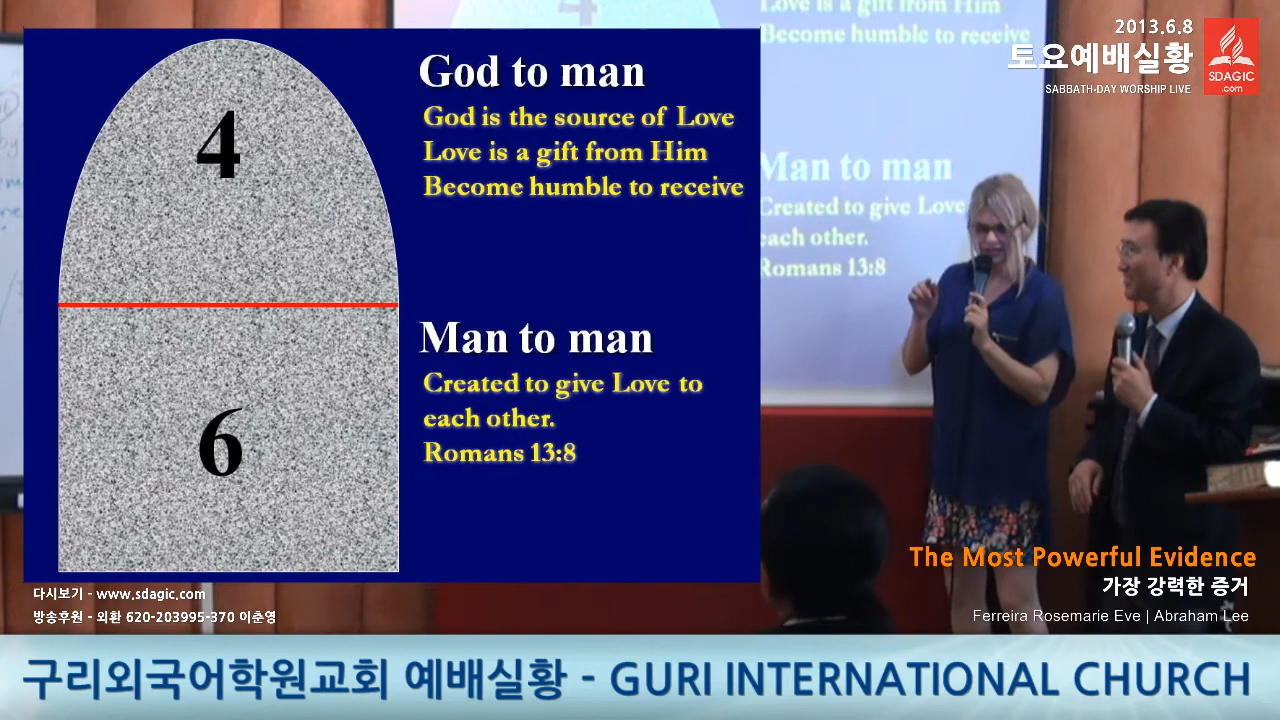 4
God to man
God is the source of Love
Love is a gift from Him
Become humble to receive
6
Man to man
Created to give Love to
each other.
Romans 13:8
4
Love is a gift from Him
Become humble to receive
Man to man
Created to give Love
each other.
Romans 13:8
2013.6.8
토요예배실황
SABBATH-DAY WORSHIP LIVE
SDAGIC
.com
The Most Powerful Evidence
가장 강력한 증거
Ferreira Rosemarie Eve | Abraham Lee
다시보기 - www.sdagic.com
방송후원 - 외환 620-203995-370 이춘영
구리외국어학원교회 예배실황 - GURI INTERNATIONAL CHURCH